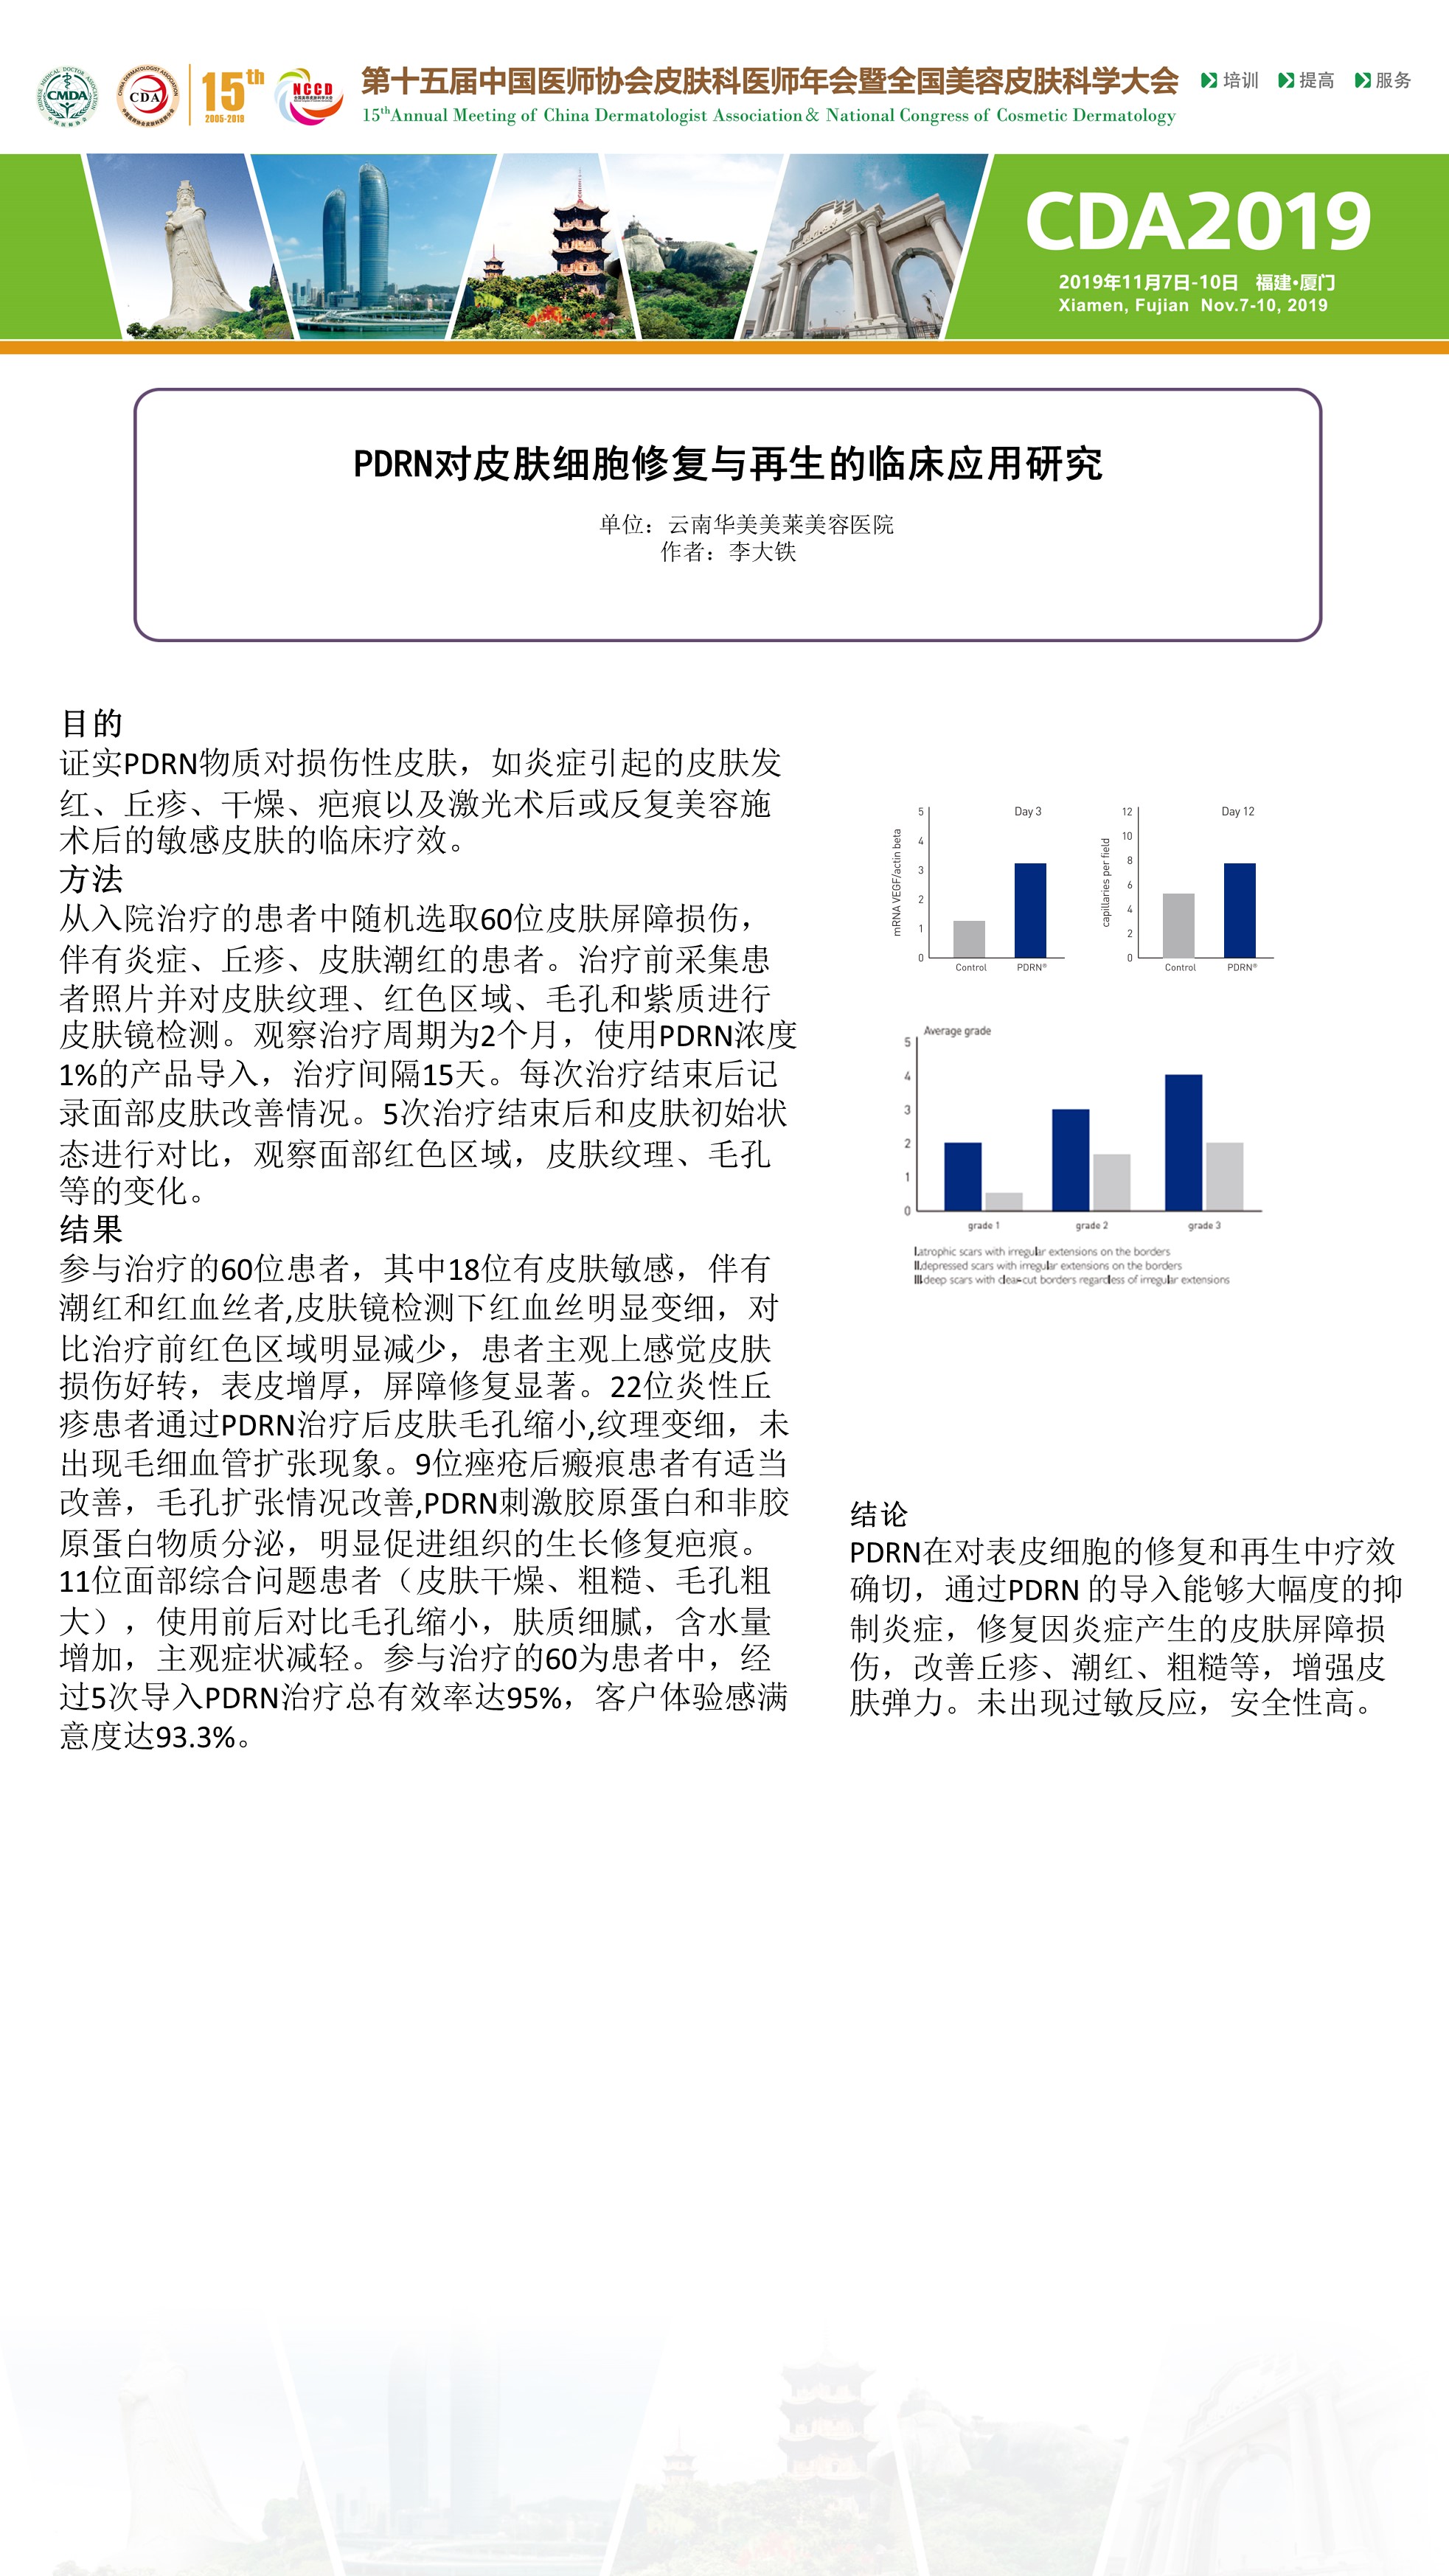 CMDA
CDA
15th
2005-2019
NCCD
第十五届中国医师协会皮肤科医师年会暨全国美容皮肤科学大会
15thAnnual Meeting of China Dermatologist Association& National Congress of Cosmetic Dermatology
培训 提高 服务
CDA2019
2019年11月7日-10日 福建•厦门
Xiamen, Fujian Nov.7-10, 2019
PDRN对皮肤细胞修复与再生的临床应用研究
单位：云南华美美莱美容医院
作者：李大铁
目的
证实PDRN物质对损伤性皮肤，如炎症引起的皮肤发
红、丘疹、干燥、疤痕以及激光术后或反复美容施
术后的敏感皮肤的临床疗效。
方法
从入院治疗的患者中随机选取60位皮肤屏障损伤，
伴有炎症、丘疹、皮肤潮红的患者。治疗前采集患
者照片并对皮肤纹理、红色区域、毛孔和紫质进行
皮肤镜检测。观察治疗周期为2个月，使用PDRN浓度
1%的产品导入，治疗间隔15天。每次治疗结束后记
录面部皮肤改善情况。5次治疗结束后和皮肤初始状
态进行对比，观察面部红色区域，皮肤纹理、毛孔
等的变化。
结果
参与治疗的60位患者，其中18位有皮肤敏感，伴有
潮红和红血丝者,皮肤镜检测下红血丝明显变细，对
比治疗前红色区域明显减少，患者主观上感觉皮肤
损伤好转，表皮增厚，屏障修复显著。22位炎性丘
疹患者通过PDRN治疗后皮肤毛孔缩小,纹理变细，未
出现毛细血管扩张现象。9位痤疮后瘢痕患者有适当
改善，毛孔扩张情况改善,PDRN刺激胶原蛋白和非胶
原蛋白物质分泌，明显促进组织的生长修复疤痕。
11位面部综合问题患者（皮肤干燥、粗糙、毛孔粗
大），使用前后对比毛孔缩小，肤质细腻，含水量
增加，主观症状减轻。参与治疗的60为患者中，经
过5次导入PDRN治疗总有效率达95%，客户体验感满
意度达93.3%。
mRNA VEGF/actin beta
5
4
3
2
1
0
Day 3
Control PDRN®
capillaries per field
12
10
8
6
4
2
0
Day 12
Control PDRN®
Average grade
5
4
3
2
1
0
grade 1 grade 2 grade 3
I.atrophic scars with irregular extensions on the borders
II.depressed scars with irregular extensions on the borders
III.deep scars with clear-cut borders regardless of irregular extensions
结论
PDRN在对表皮细胞的修复和再生中疗效
确切，通过PDRN 的导入能够大幅度的抑
制炎症，修复因炎症产生的皮肤屏障损
伤，改善丘疹、潮红、粗糙等，增强皮
肤弹力。未出现过敏反应，安全性高。